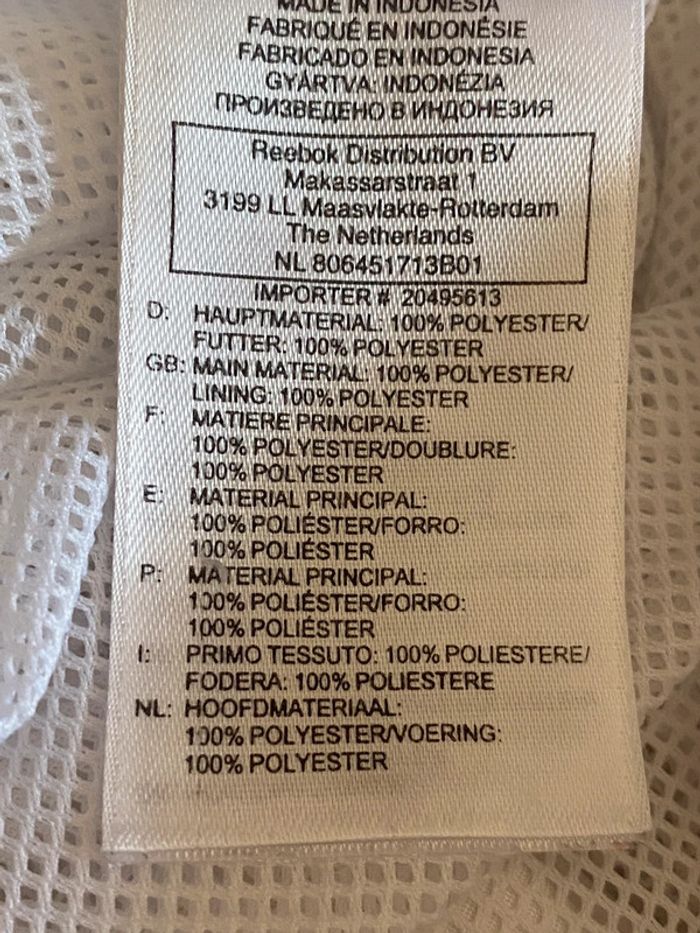 MADE IN INDONESIA
FABRIQUÉ EN INDONÉSIE
FABRICADO EN INDONESIA
GYÁRTVA: INDONÉZIA
ПРОИЗВЕДЕНО В ИНДОНЕЗИЯ
Reebok Distribution BV
Makassarstraat 1
3199 LL Maasvlakte-Rotterdam
The Netherlands
NL 806451713B01
IMPORTER # 20495613
D: HAUPTMATERIAL: 100% POLYESTER/
FUTTER: 100% POLYESTER
GB: MAIN MATERIAL: 100% POLYESTER/
LINING: 100% POLYESTER
F: MATIERE PRINCIPALE:
100% POLYESTER/DOUBLURE:
100% POLYESTER
E: MATERIAL PRINCIPAL:
100% POLIÉSTER/FORRO:
100% POLIÉSTER
P: MATERIAL PRINCIPAL:
100% POLIÉSTER/FORRO:
100% POLIÉSTER
I: PRIMO TESSUTO: 100% POLIESTERE/
FODERA: 100% POLIESTERE
NL: HOOFDMATERIAAL:
100% POLYESTER/VOERING:
100% POLYESTER